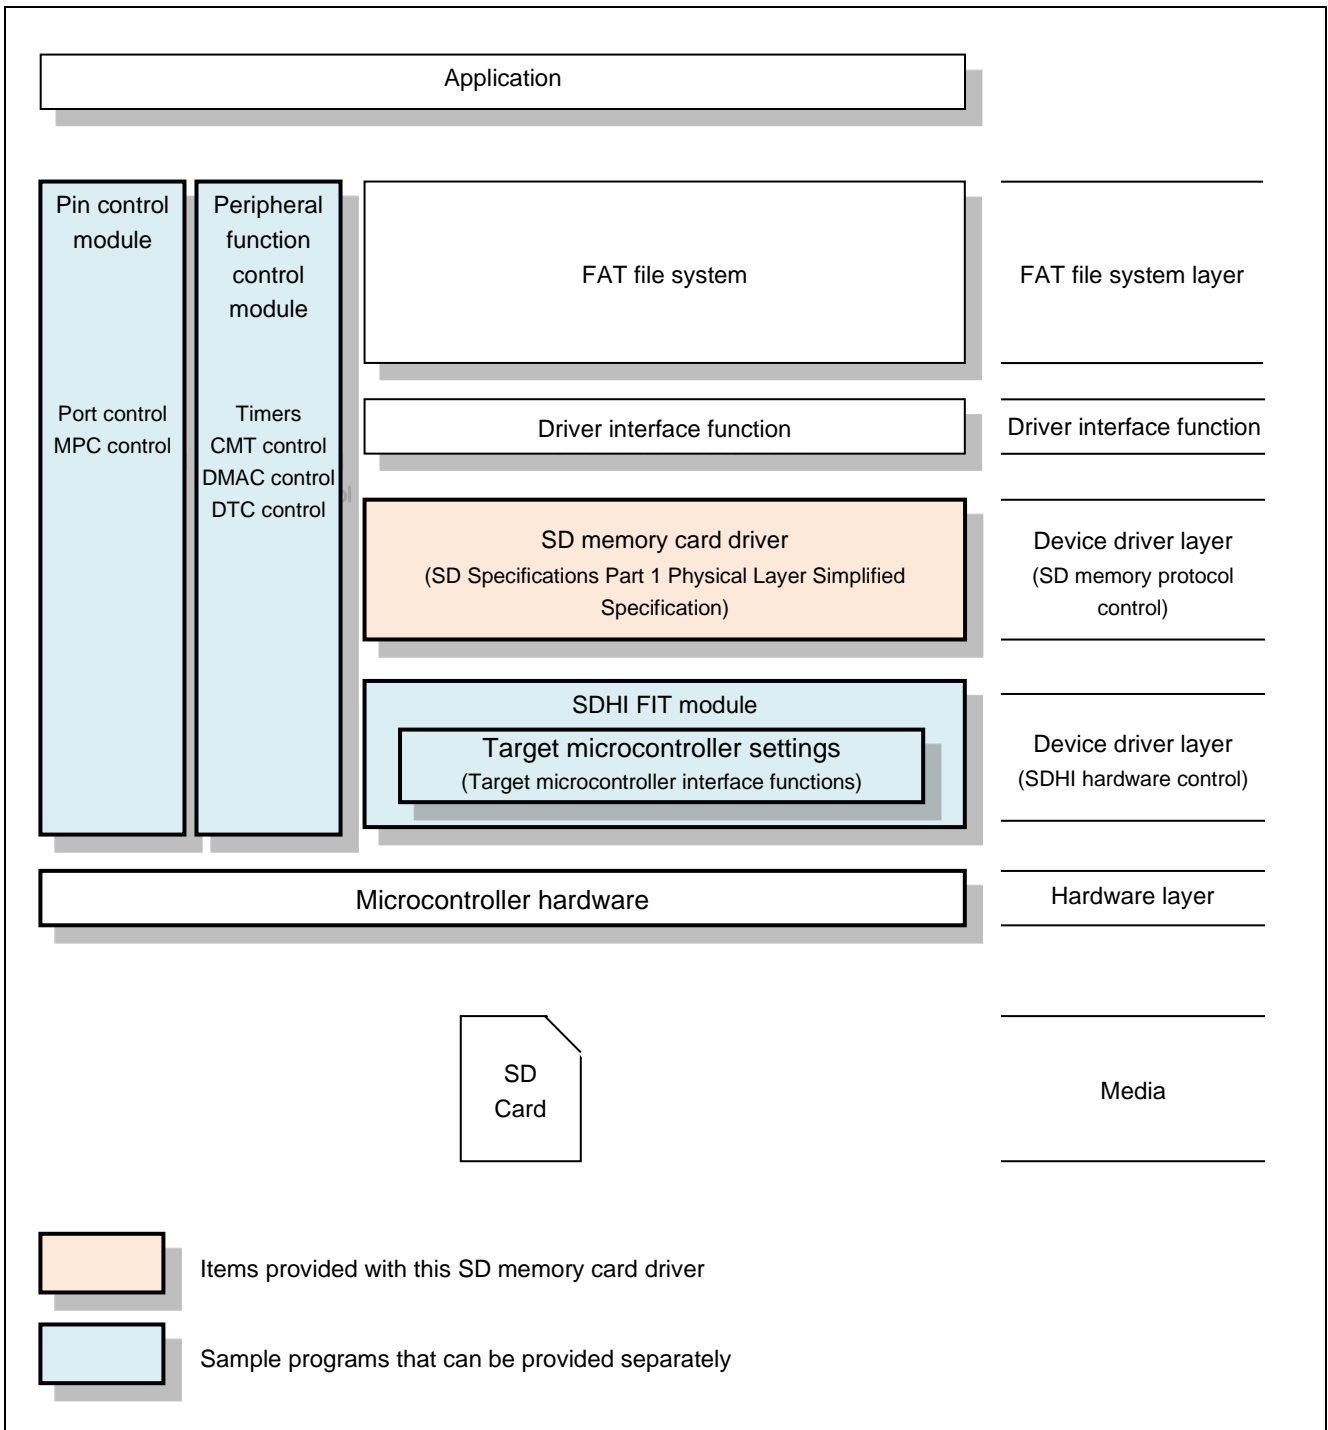 Application
Pin control
module
Port control
MPC control
Peripheral
function
control
module
Timers
CMT control
DMAC control
DTC control
FAT file system
FAT file system layer
Driver interface function
Driver interface function
SD memory card driver
(SD Specifications Part 1 Physical Layer Simplified
Specification)
Device driver layer
(SD memory protocol
control)
SDHI FIT module
Target microcontroller settings
(Target microcontroller interface functions)
Device driver layer
(SDHI hardware control)
Microcontroller hardware
Hardware layer
SD
Card
Media
Items provided with this SD memory card driver
Sample programs that can be provided separately